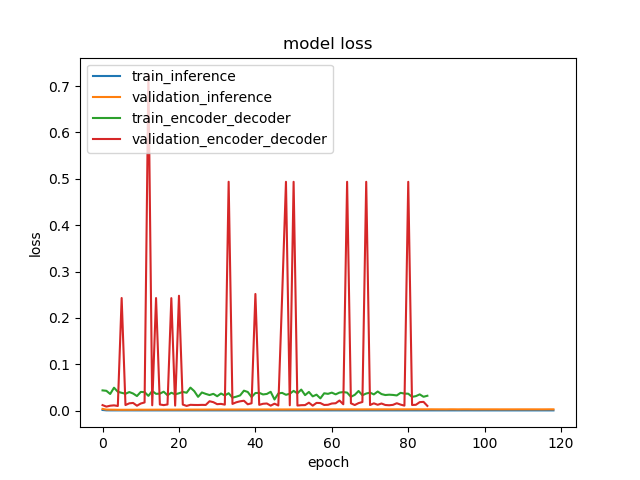 model loss
train_inference
validation_inference
train_encoder_decoder
validation_encoder_decoder
0.7
0.6
0.5
0.4
0.3
0.2
0.1
0.0
loss
0 20 40 60 80 100 120
epoch